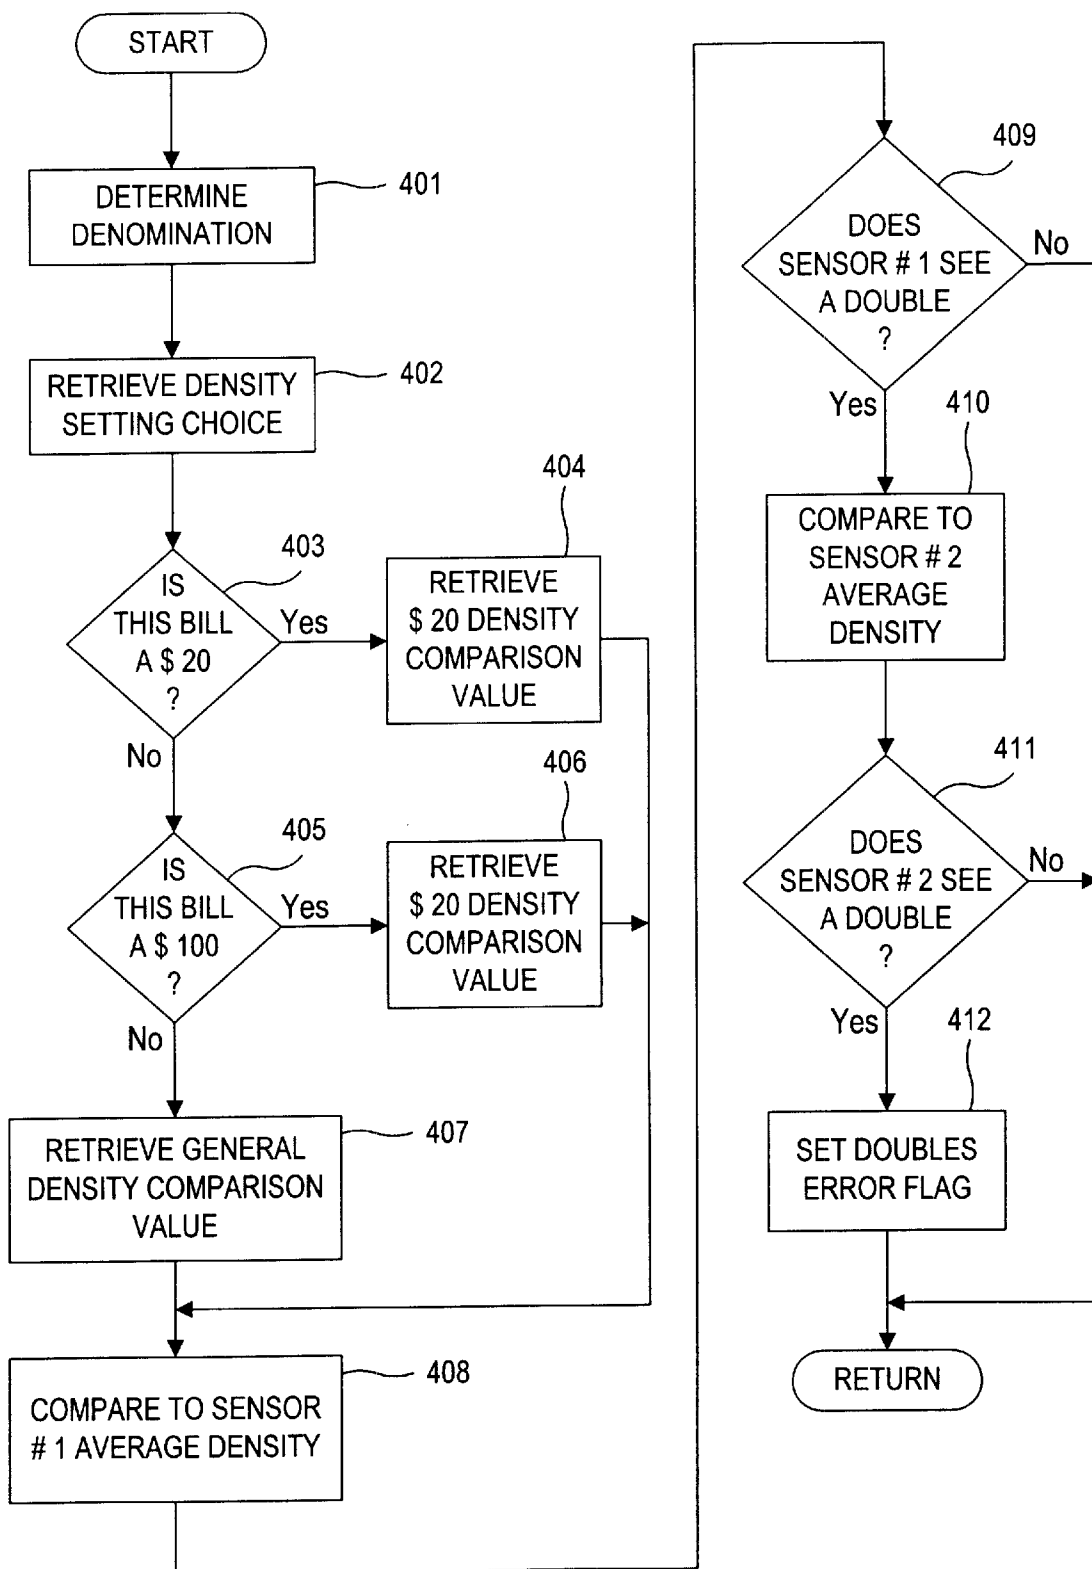 START
401
DETERMINE
DENOMINATION
402
RETRIEVE DENSITY
SETTING CHOICE
403
IS
THIS BILL
A $ 20
?
Yes
No
404
RETRIEVE
$ 20 DENSITY
COMPARISON
VALUE
405
IS
THIS BILL
A $ 100
?
Yes
No
406
RETRIEVE
$ 20 DENSITY
COMPARISON
VALUE
407
RETRIEVE GENERAL
DENSITY COMPARISON
VALUE
408
COMPARE TO SENSOR
# 1 AVERAGE DENSITY
409
DOES
SENSOR # 1 SEE
A DOUBLE
?
No
Yes
410
COMPARE TO
SENSOR # 2
AVERAGE
DENSITY
411
DOES
SENSOR # 2 SEE
A DOUBLE
?
No
Yes
412
SET DOUBLES
ERROR FLAG
RETURN